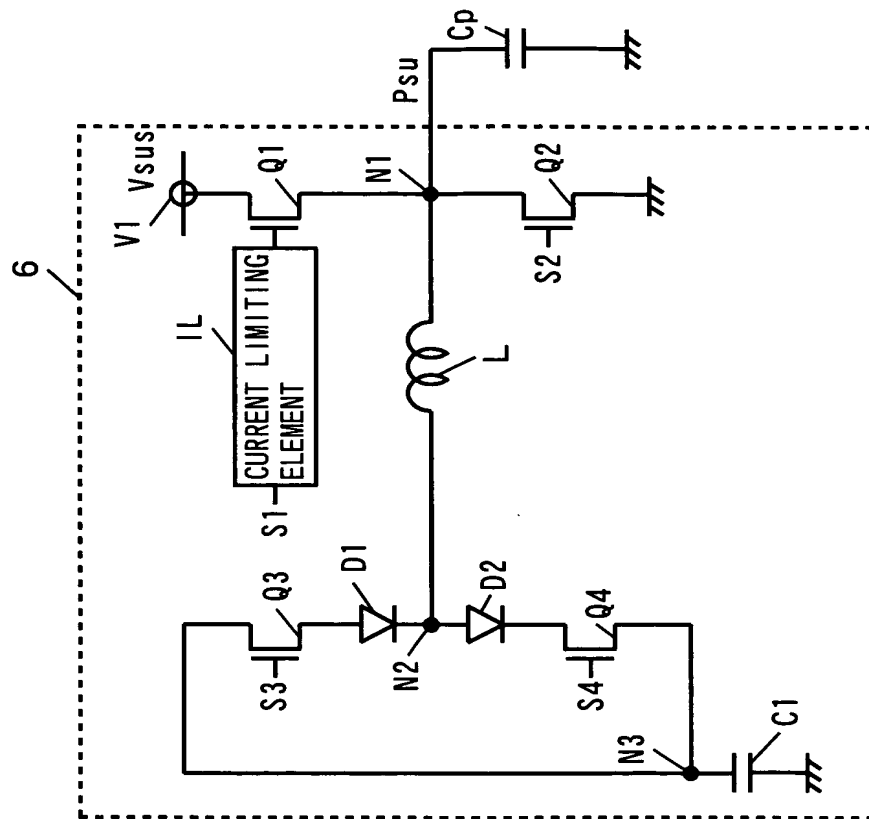 6
V1
Vsus
IL
CURRENT LIMITING
ELEMENT
S1
Q1
N1
Psu
Cp
S2
Q2
L
S3
Q3
D1
N2
D2
S4
Q4
N3
C1